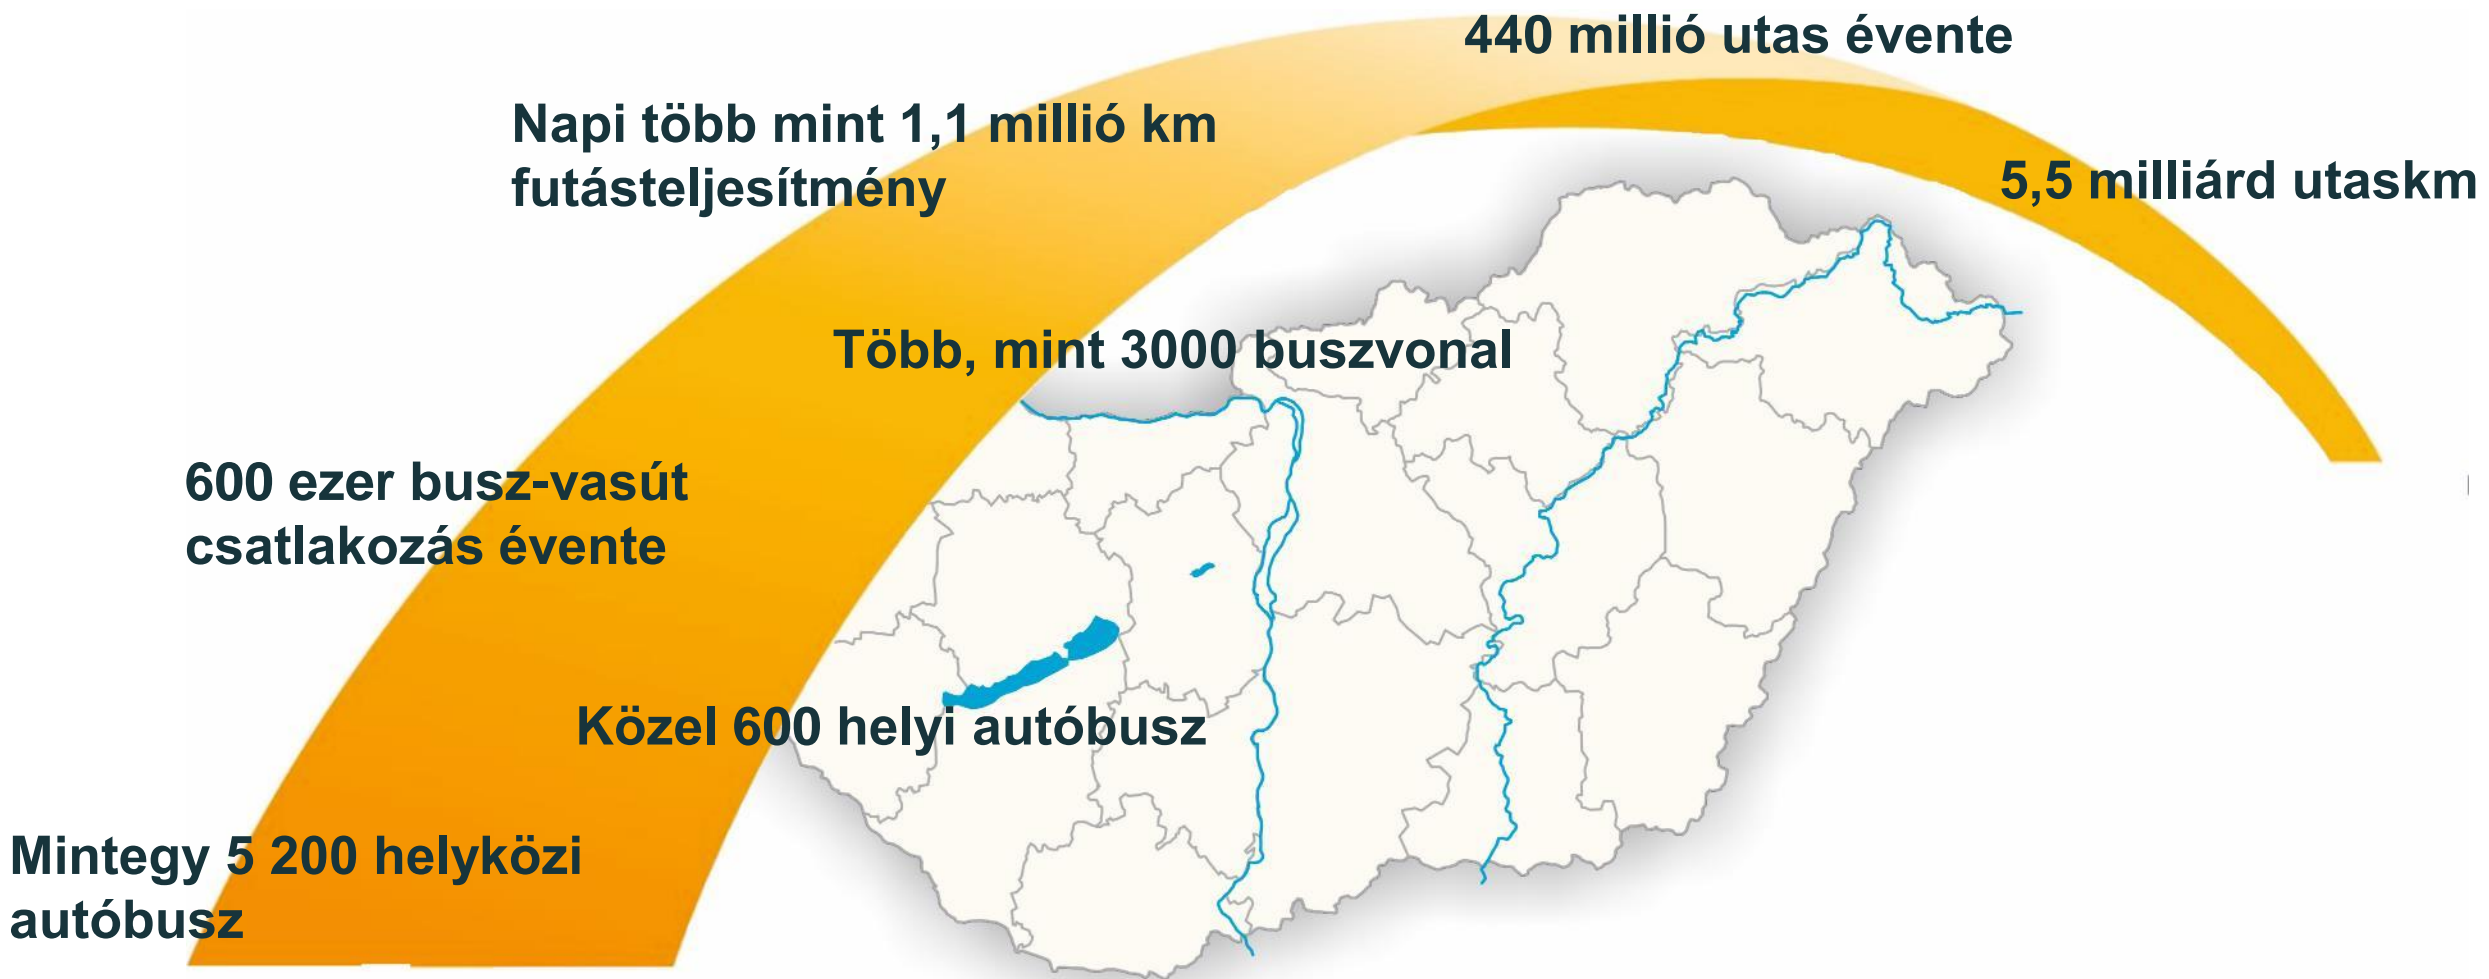 440 millió utas évente
Napi több mint 1,1 millió km
futásteljesítmény
5,5 milliárd utaskm
Több, mint 3000 buszvonal
600 ezer busz-vasút
csatlakozás évente
Közel 600 helyi autóbusz
Mintegy 5 200 helyközi
autóbusz